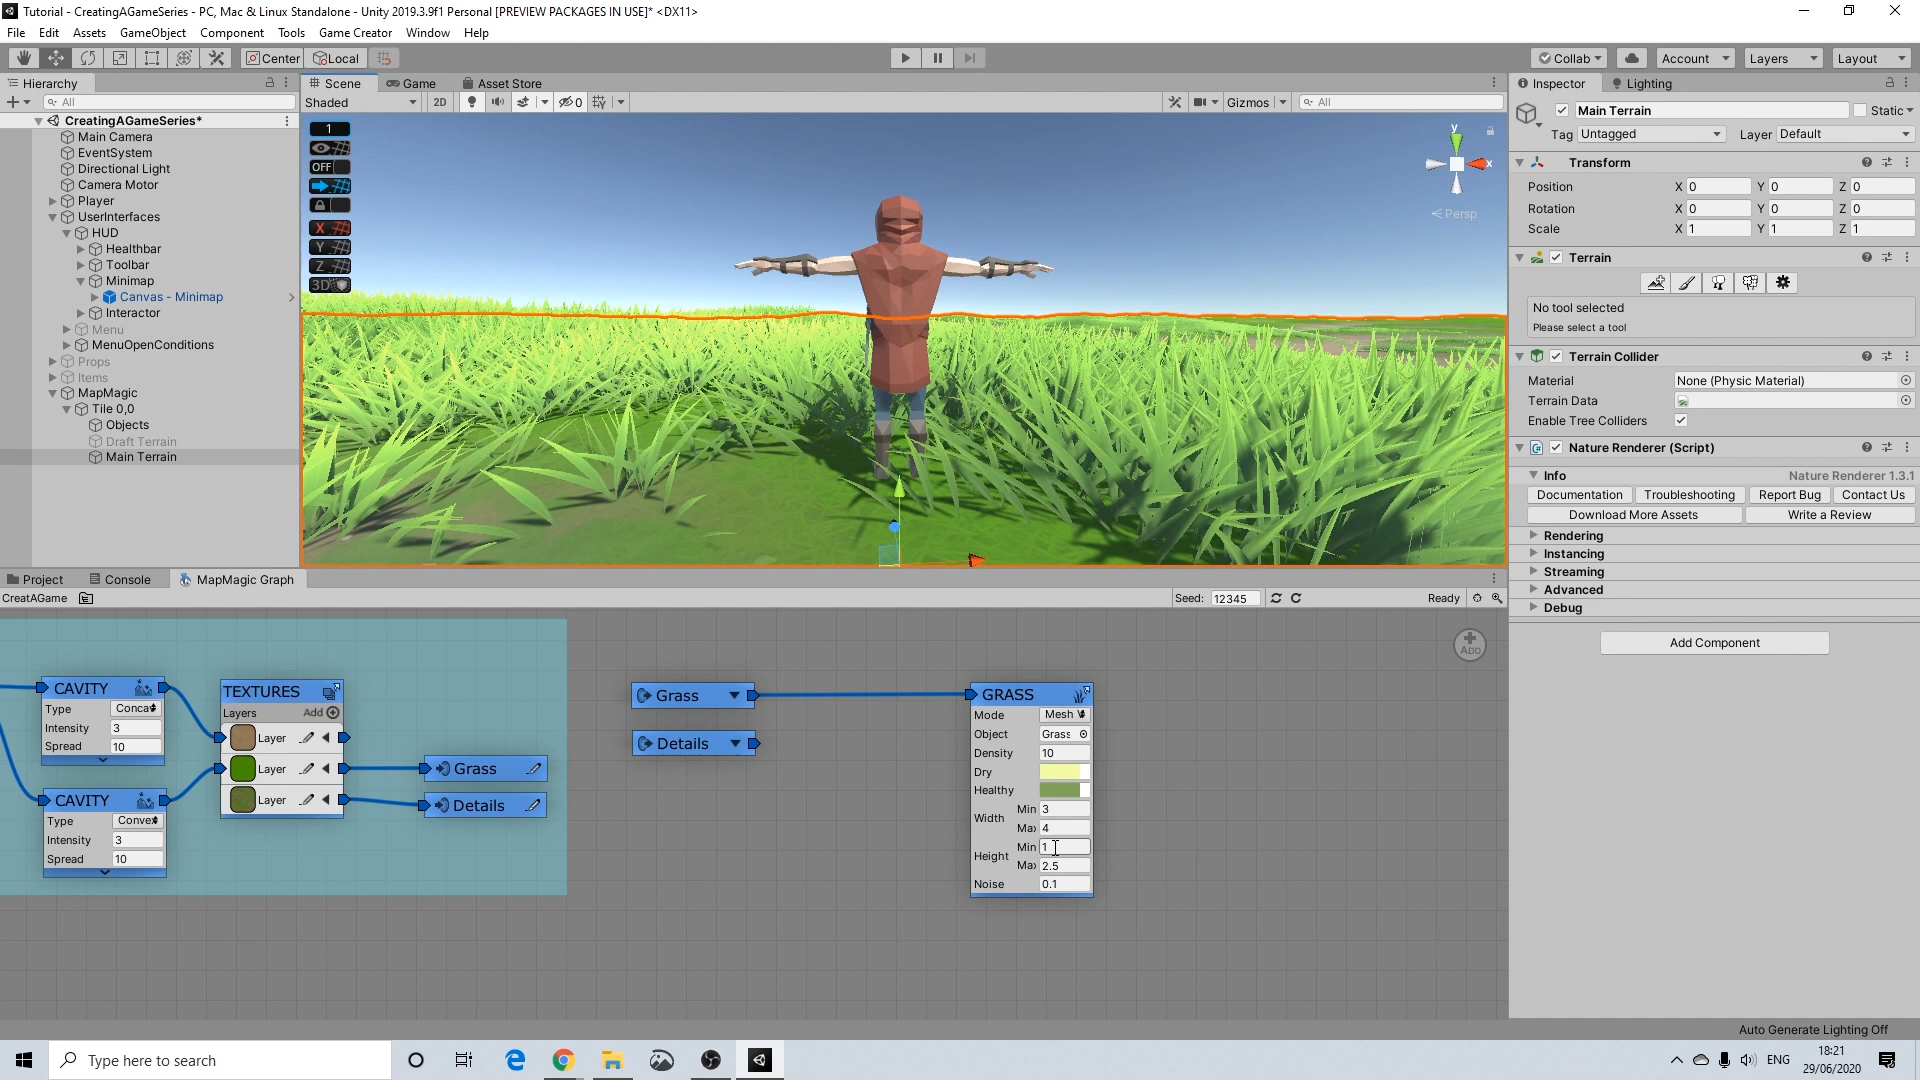 Tutorial - CreatingAGameSeries - PC, Mac & Linux Standalone - Unity 2019.3.9f1 Personal [PREVIEW PACKAGES IN USE]* <DX11>
File Edit Assets GameObject Component Tools Game Creator Window Help
Center Local Collab Account Layers Layout
Hierarchy
All
CreatingAGameSeries*
Main Camera
EventSystem
Directional Light
Camera Motor
Player
UserInterfaces
HUD
Healthbar
Toolbar
Minimap
Canvas - Minimap
Interactor
Menu
MenuOpenConditions
Props
Items
MapMagic
Tile 0,0
Objects
Draft Terrain
Main Terrain
Scene Game Asset Store
Shaded 2D 0 Gizmos All
1
OFF
X
Y
Z
3D
y
x
Persp
Inspector Lighting
Main Terrain Static
Tag Untagged Layer Default
Transform
Position X 0 Y 0 Z 0
Rotation X 0 Y 0 Z 0
Scale X 1 Y 1 Z 1
Terrain
No tool selected
Please select a tool
Terrain Collider
Material None (Physic Material)
Terrain Data
Enable Tree Colliders
Nature Renderer (Script)
Info Nature Renderer 1.3.1
Documentation Troubleshooting Report Bug Contact Us
Download More Assets Write a Review
Rendering
Instancing
Streaming
Advanced
Debug
Add Component
Project Console MapMagic Graph
CreatAGame Seed: 12345 Ready
ADD
CAVITY
Type Conca
Intensity 3
Spread 10
CAVITY
Type Conve
Intensity 3
Spread 10
TEXTURES
Layers Add
Layer
Layer
Layer
Grass
Details
Grass
Details
GRASS
Mode Mesh
Object Grass
Density 10
Dry
Healthy
Width Min 3
Max 4
Height Min 1
Max 2.5
Noise 0.1
Auto Generate Lighting Off
Type here to search
ENG
18:21
29/06/2020